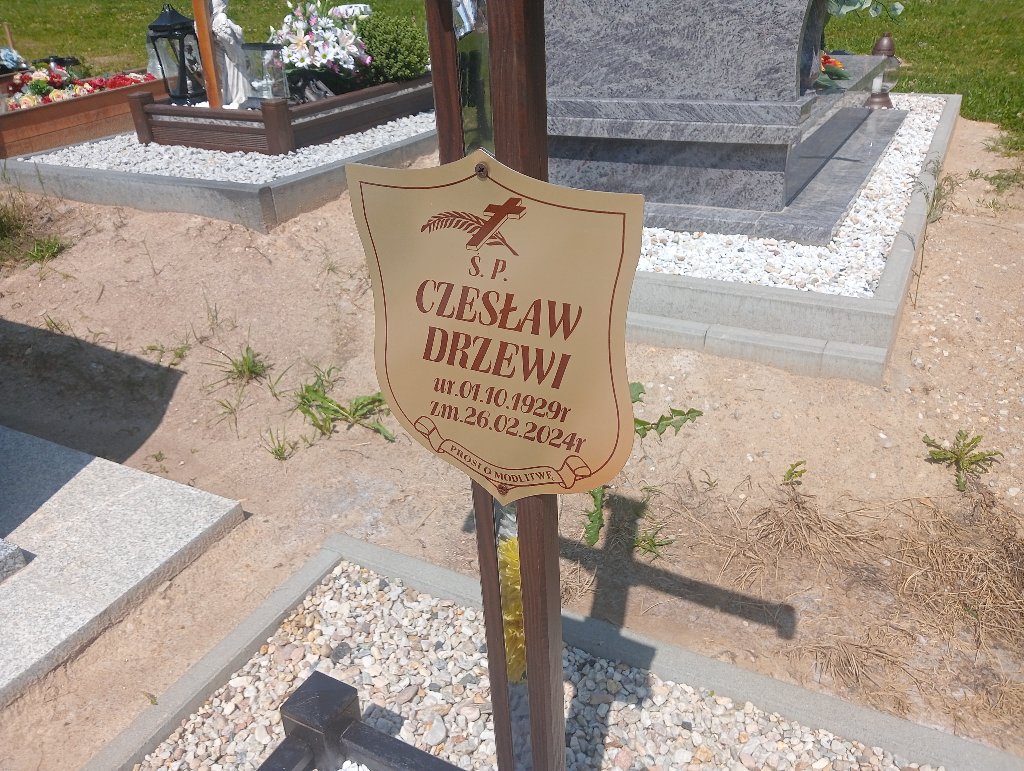 Ś. P.
CZESŁAW
DRZEWI
ur.01.10.1929r
zm.26.02.2024r
PROSI O MODLITWĘ